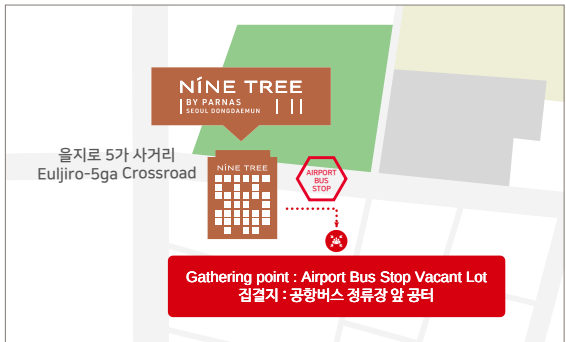 NíNE TREE
BY PARNAS
SEOUL DONGDAEMUN
을지로 5가 사거리
Euljiro-5ga Crossroad
NíNE TREE
AIRPORT
BUS
STOP
Gathering point : Airport Bus Stop Vacant Lot
집결지 : 공항버스 정류장 앞 공터